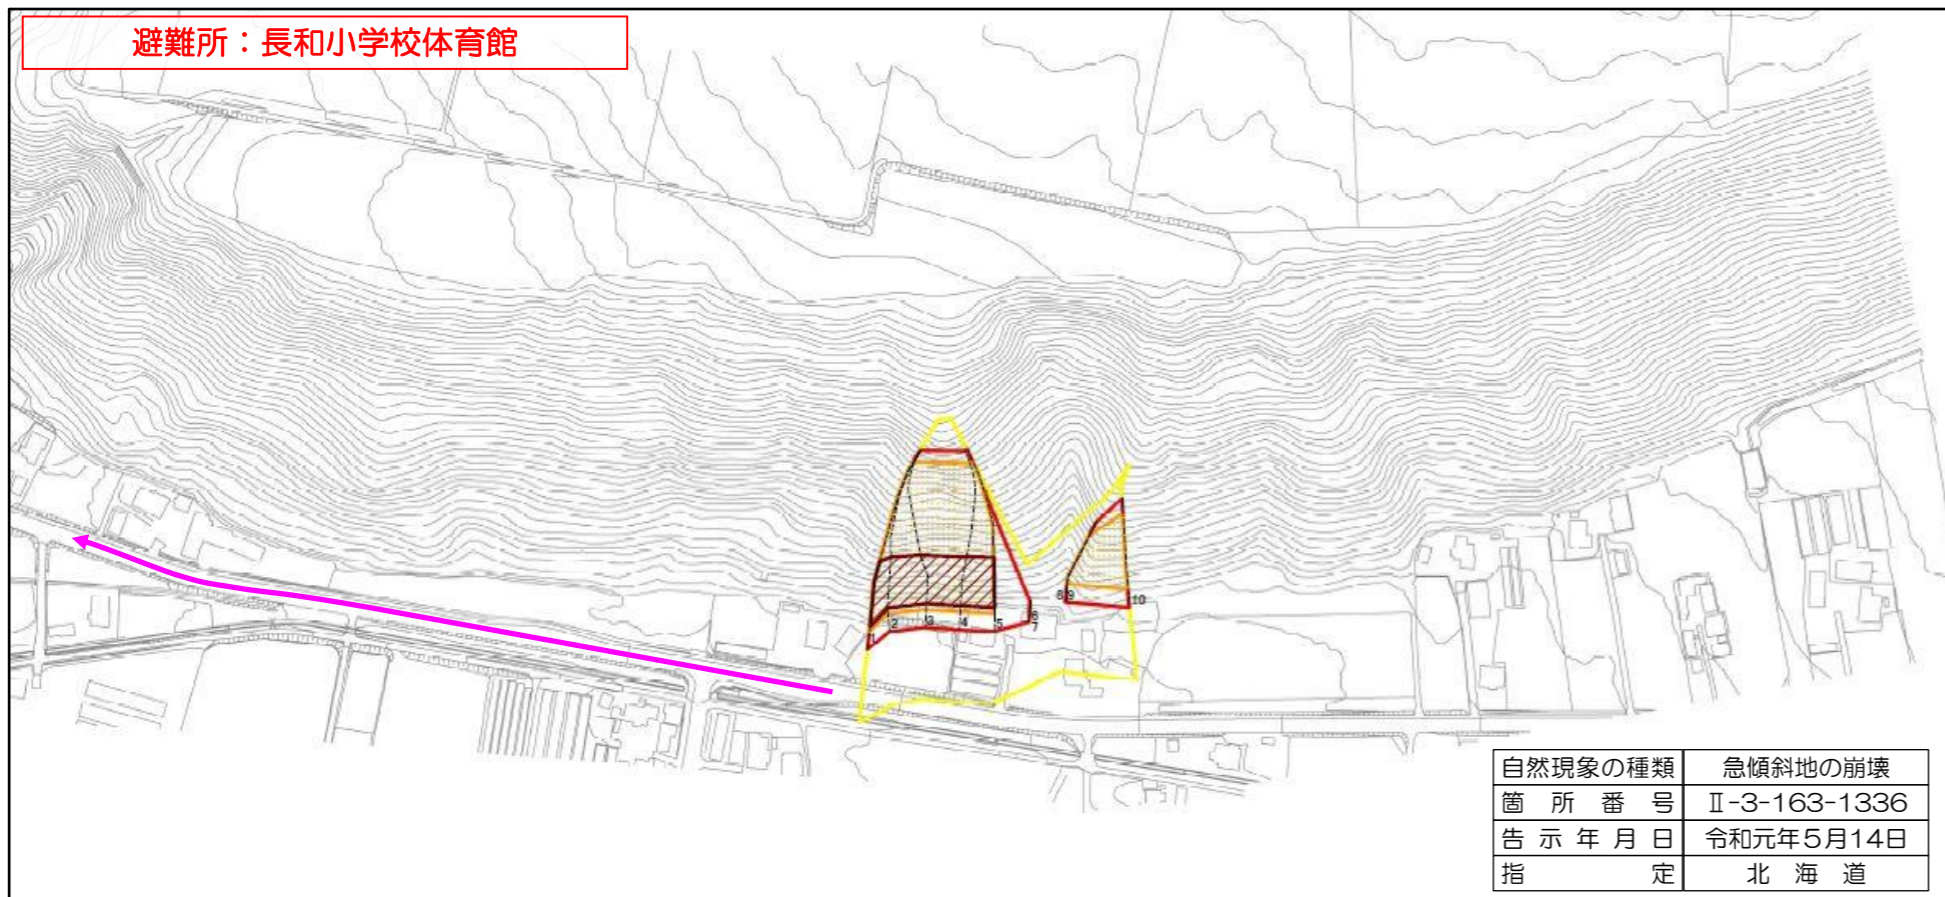 避難所：長和小学校体育館
8 9 10
6
1 2 3 4 5 7
自然現象の種類 急傾斜地の崩壊
箇所番号 Ⅱ-3-163-1336
告示年月日 令和元年5月14日
指定 北海道